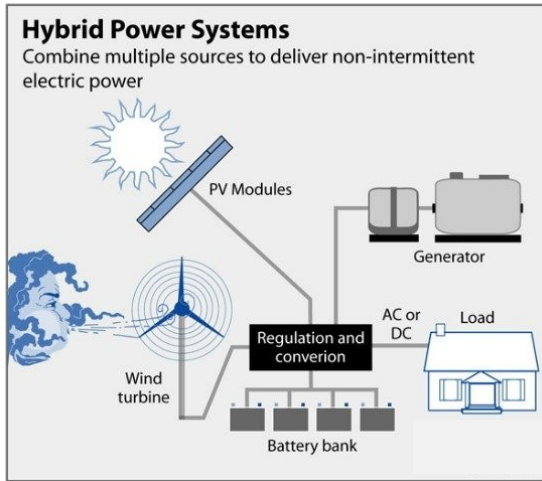 Hybrid Power Systems
Combine multiple sources to deliver non-intermittent
electric power
PV Modules
Generator
AC or
DC
Load
Regulation and
converion
Wind
turbine
Battery bank